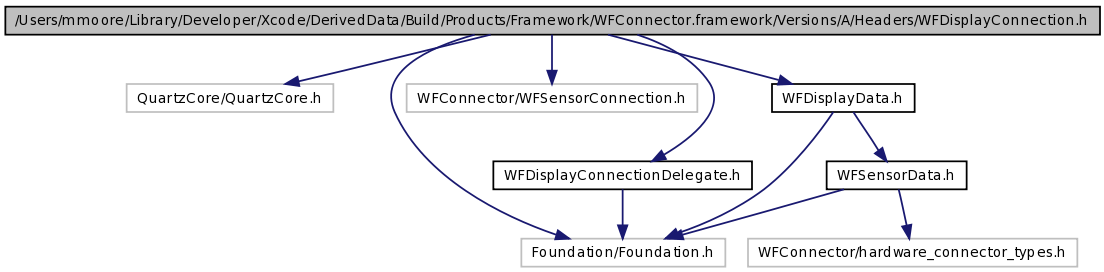 /Users/mmoore/Library/Developer/Xcode/DerivedData/Build/Products/Framework/WFConnector.framework/Versions/A/Headers/WFDisplayConnection.h
QuartzCore/QuartzCore.h
WFConnector/WFSensorConnection.h
WFDisplayData.h
WFDisplayConnectionDelegate.h
WFSensorData.h
Foundation/Foundation.h
WFConnector/hardware_connector_types.h